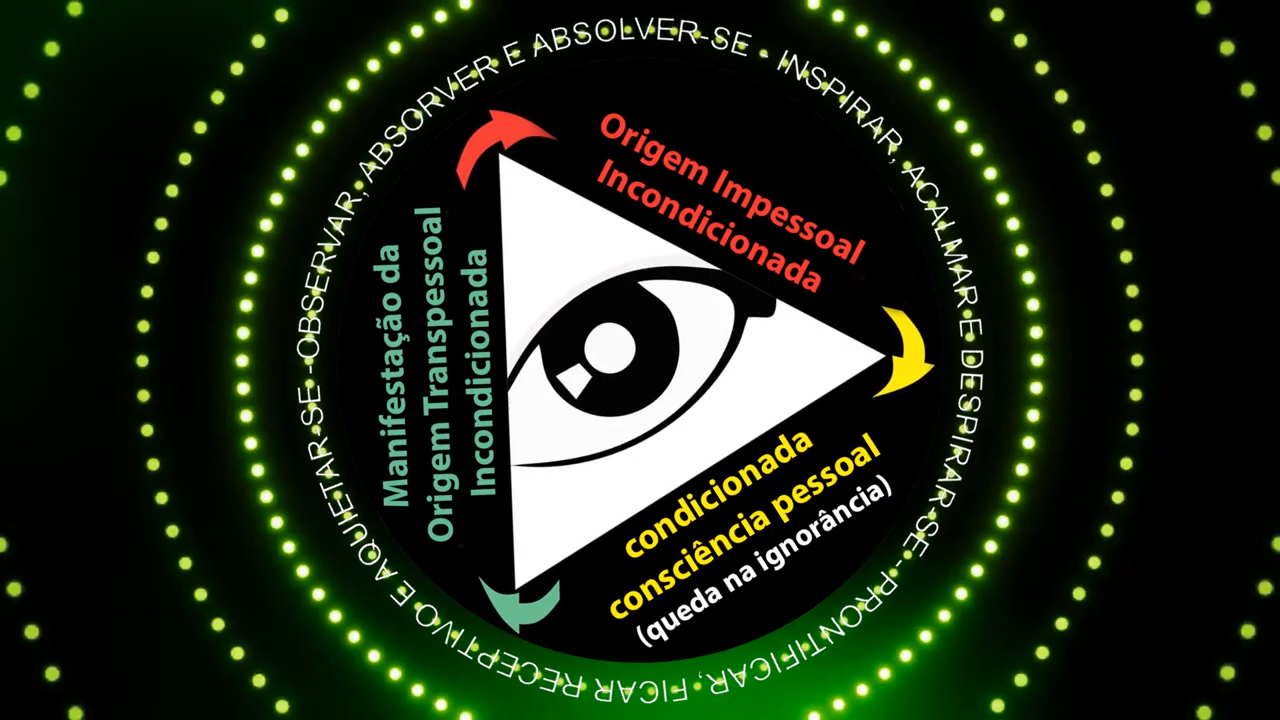 OBSERVAR, ABSORVER E ABSOLVER-SE - INSPIRAR, ACALMAR E DESPIRAR-SE - PRONTIFICAR, FICAR RECEPTIVO E AQUIETAR-SE -
Origem Impessoal
Incondicionada
condicionada
consciência pessoal
(queda na ignorância)
Manifestação da
Origem Transpessoal
Incondicionada